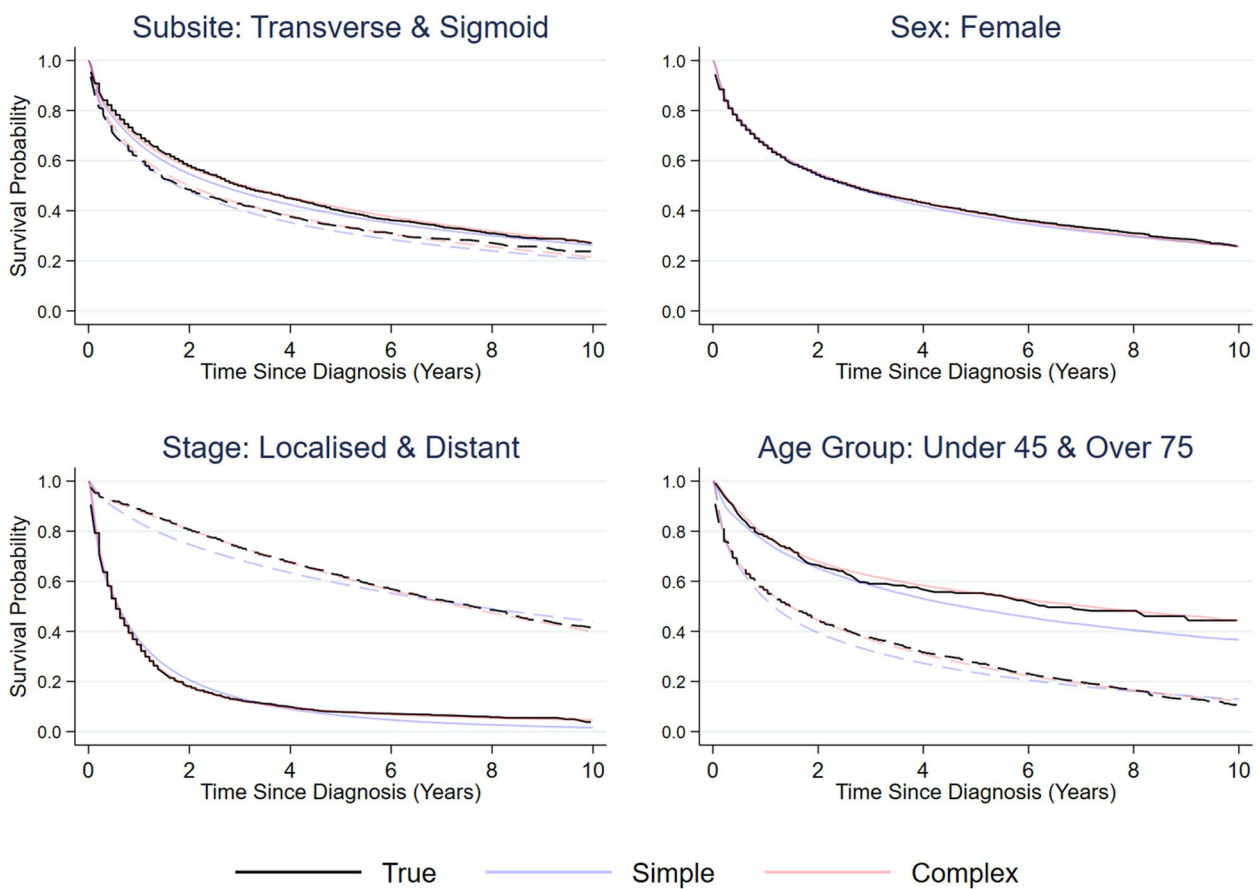 Subsite: Transverse & Sigmoid
Survival Probability
1.0
0.8
0.6
0.4
0.2
0.0
0 2 4 6 8 10
Time Since Diagnosis (Years)
Sex: Female
1.0
0.8
0.6
0.4
0.2
0.0
0 2 4 6 8 10
Time Since Diagnosis (Years)
Stage: Localised & Distant
Survival Probability
1.0
0.8
0.6
0.4
0.2
0.0
0 2 4 6 8 10
Time Since Diagnosis (Years)
Age Group: Under 45 & Over 75
1.0
0.8
0.6
0.4
0.2
0.0
0 2 4 6 8 10
Time Since Diagnosis (Years)
True Simple Complex